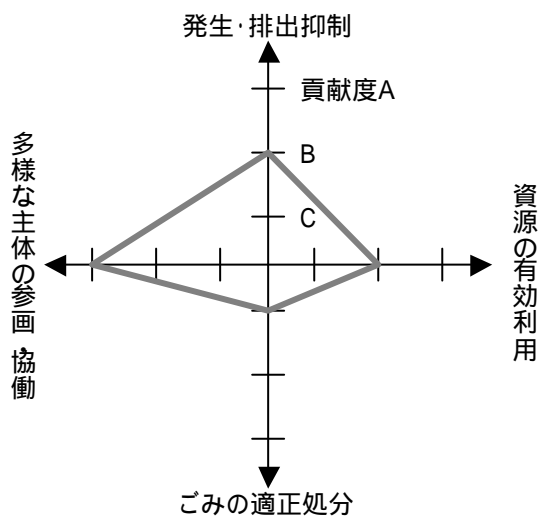 発生・排出抑制
貢献度A
B
C
多様な主体の参画・協働
資源の有効利用
ごみの適正処分